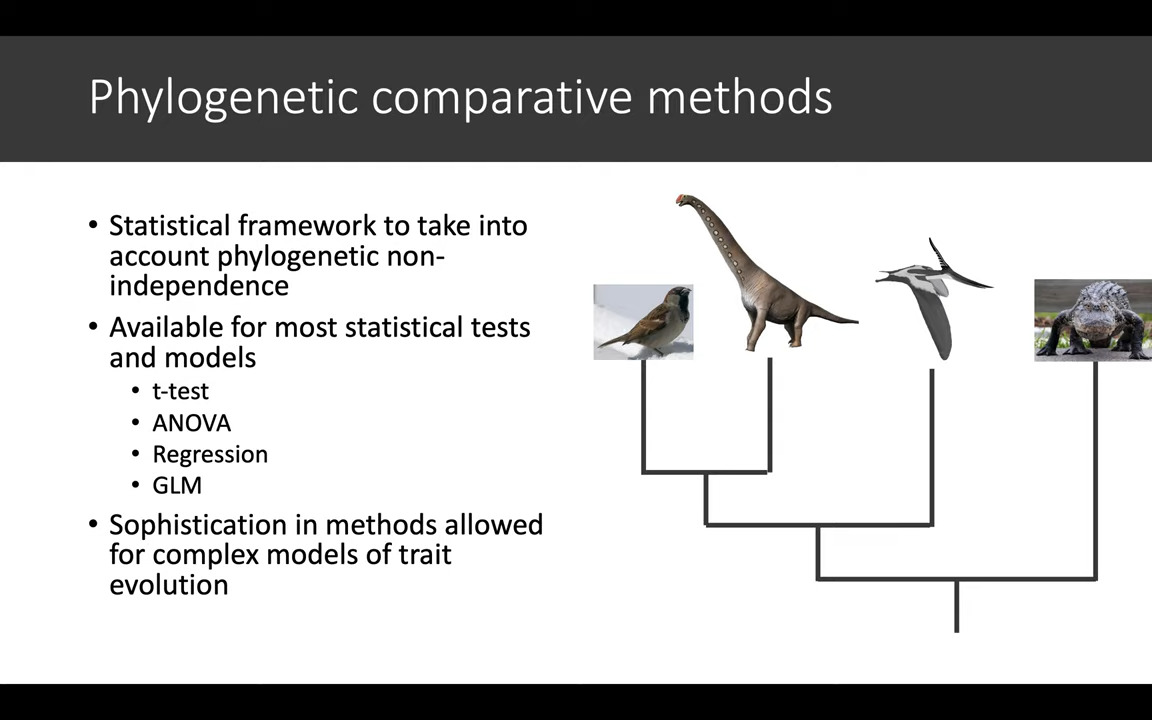 Phylogenetic comparative methods
• Statistical framework to take into
account phylogenetic non-
independence
• Available for most statistical tests
and models
• t-test
• ANOVA
• Regression
• GLM
• Sophistication in methods allowed
for complex models of trait
evolution